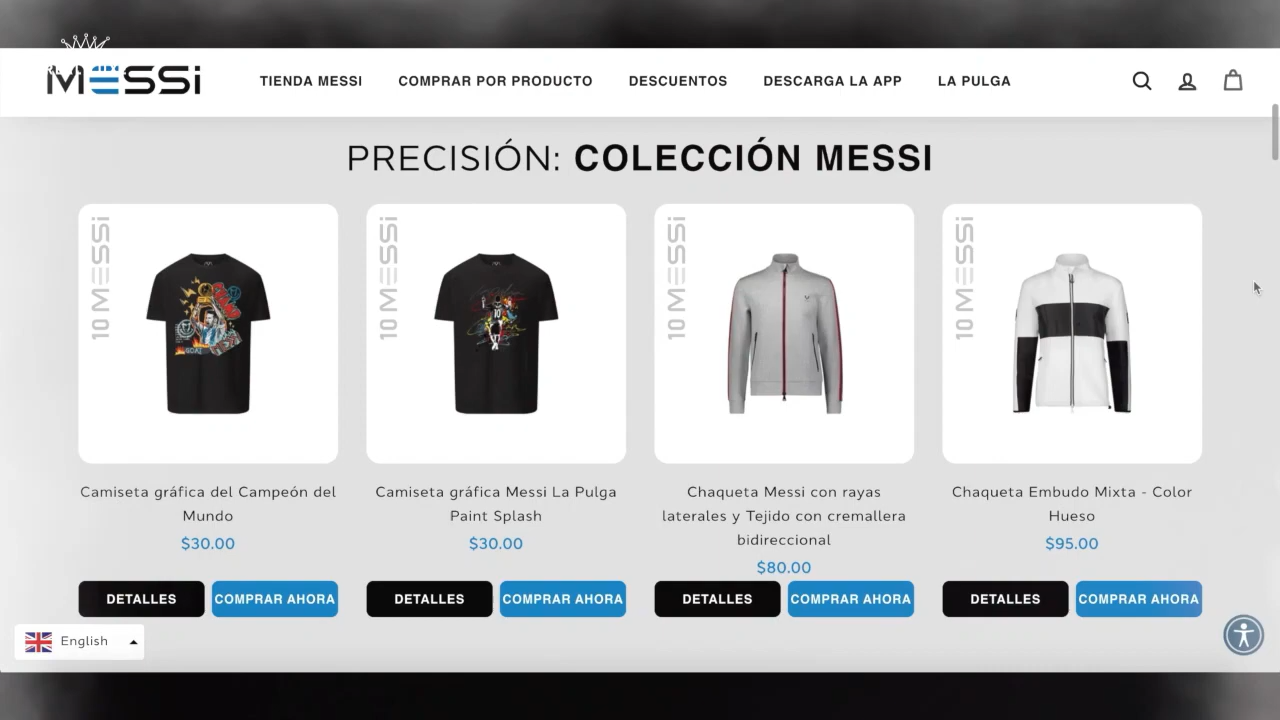 MESSi
TIENDA MESSI
COMPRAR POR PRODUCTO
DESCUENTOS
DESCARGA LA APP
LA PULGA
PRECISIÓN: COLECCIÓN MESSI
10 MESSi
10 MESSi
10 MESSi
10 MESSi
GOAT
10
Camiseta gráfica del Campeón del
Mundo
$30.00
Camiseta gráfica Messi La Pulga
Paint Splash
$30.00
Chaqueta Messi con rayas
laterales y Tejido con cremallera
bidireccional
$80.00
Chaqueta Embudo Mixta - Color
Hueso
$95.00
DETALLES
COMPRAR AHORA
DETALLES
COMPRAR AHORA
DETALLES
COMPRAR AHORA
DETALLES
COMPRAR AHORA
English